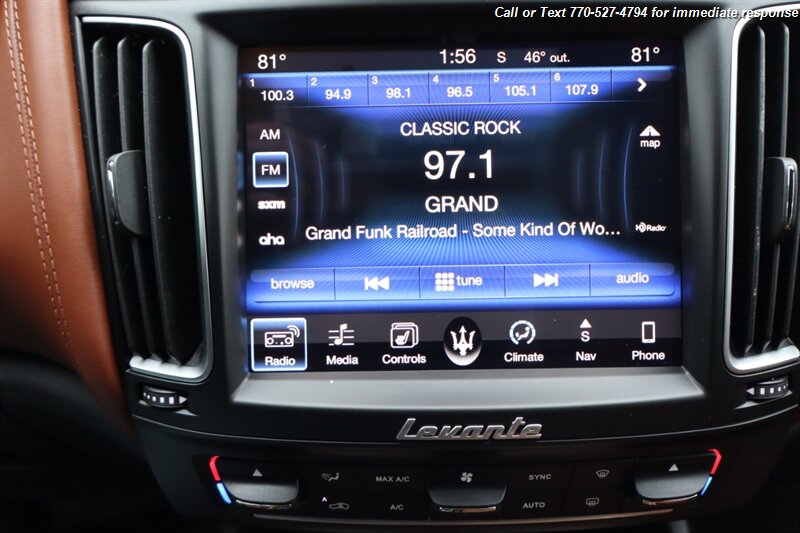 Call or Text 770-527-4794 for immediate response
81° 1:56 S 46° out. 81°
1 100.3 2 94.9 3 98.1 4 96.5 5 105.1 6 107.9
AM CLASSIC ROCK map
FM 97.1
sxm GRAND
aha Grand Funk Railroad - Some Kind Of Wo... HD Radio
browse tune audio
Radio Media Controls Climate S Nav Phone
Levante
MAX A/C SYNC
A A/C AUTO